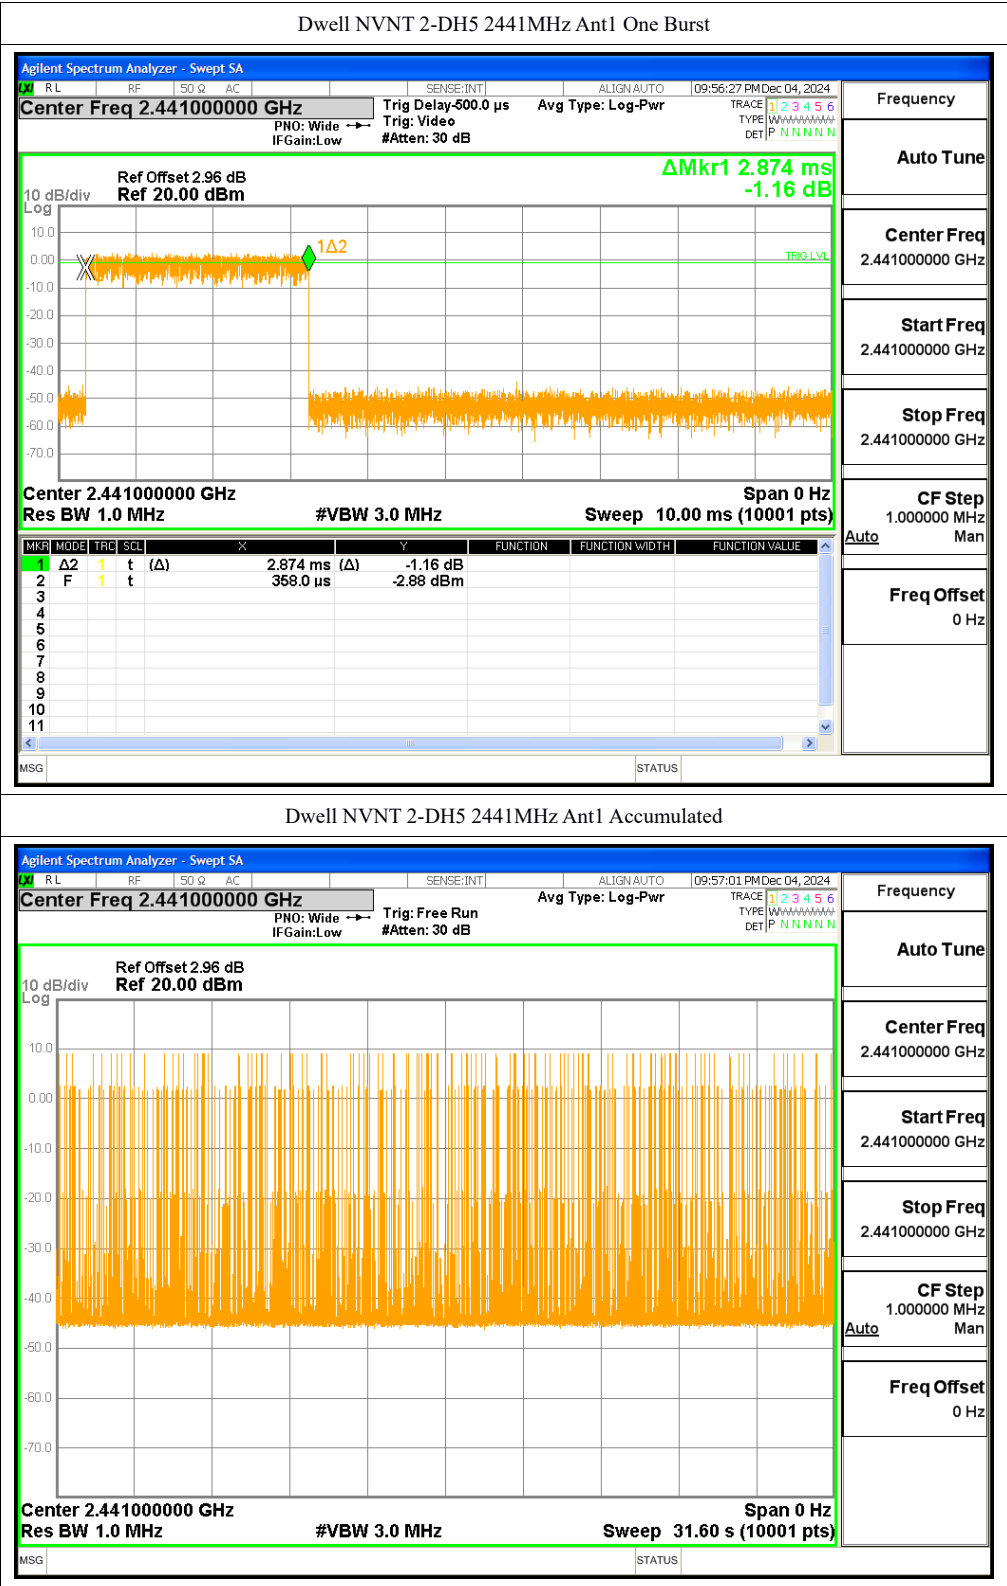 Dwell NVNT 2-DH5 2441MHz Ant1 One Burst
Agilent Spectrum Analyzer - Swept SA
LXI RL RF 50 Ω AC SENSE:INT ALIGN AUTO 09:56:27 PM Dec 04, 2024
Center Freq 2.441000000 GHz
Trig Delay-500.0 µs Avg Type: Log-Pwr TRACE 1 2 3 4 5 6
PNO: Wide Trig: Video TYPE W
IFGain:Low #Atten: 30 dB DET P N N N N N
ΔMkr1 2.874 ms
-1.16 dB
Ref Offset 2.96 dB
10 dB/div Ref 20.00 dBm
Log
10.0
0.00
-10.0
-20.0
-30.0
-40.0
-50.0
-60.0
-70.0
1Δ2
TRIG LVL
Center 2.441000000 GHz Span 0 Hz
Res BW 1.0 MHz #VBW 3.0 MHz Sweep 10.00 ms (10001 pts)
MKR MODE TRC SCL X Y FUNCTION FUNCTION WIDTH FUNCTION VALUE
1 Δ2 1 t (Δ) 2.874 ms (Δ) -1.16 dB
2 F 1 t 358.0 µs -2.88 dBm
3
4
5
6
7
8
9
10
11
MSG STATUS
Frequency
Auto Tune
Center Freq
2.441000000 GHz
Start Freq
2.441000000 GHz
Stop Freq
2.441000000 GHz
CF Step
1.000000 MHz
Auto Man
Freq Offset
0 Hz
Dwell NVNT 2-DH5 2441MHz Ant1 Accumulated
Agilent Spectrum Analyzer - Swept SA
LXI RL RF 50 Ω AC SENSE:INT ALIGN AUTO 09:57:01 PM Dec 04, 2024
Center Freq 2.441000000 GHz
Avg Type: Log-Pwr TRACE 1 2 3 4 5 6
PNO: Wide Trig: Free Run TYPE W
IFGain:Low #Atten: 30 dB DET P N N N N N
Ref Offset 2.96 dB
10 dB/div Ref 20.00 dBm
Log
10.0
0.00
-10.0
-20.0
-30.0
-40.0
-50.0
-60.0
-70.0
Center 2.441000000 GHz Span 0 Hz
Res BW 1.0 MHz #VBW 3.0 MHz Sweep 31.60 s (10001 pts)
MSG STATUS
Frequency
Auto Tune
Center Freq
2.441000000 GHz
Start Freq
2.441000000 GHz
Stop Freq
2.441000000 GHz
CF Step
1.000000 MHz
Auto Man
Freq Offset
0 Hz